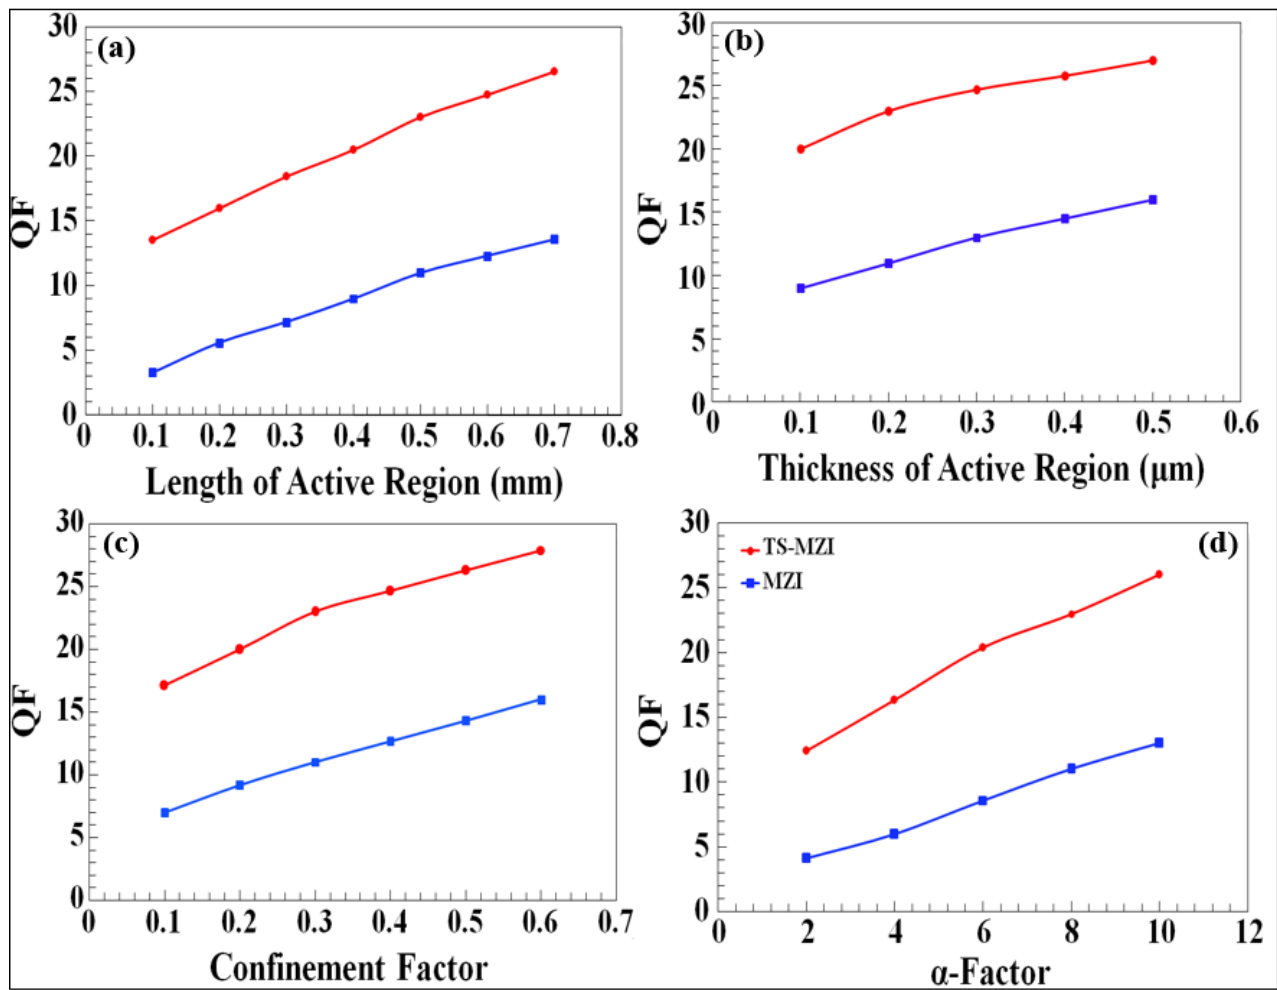 (a)
QF
30
25
20
15
10
5
0
0 0.1 0.2 0.3 0.4 0.5 0.6 0.7 0.8
Length of Active Region (mm)
(b)
QF
30
25
20
15
10
5
0
0 0.1 0.2 0.3 0.4 0.5 0.6
Thickness of Active Region (μm)
(c)
QF
30
25
20
15
10
5
0
0 0.1 0.2 0.3 0.4 0.5 0.6 0.7
Confinement Factor
(d)
TS-MZI
MZI
QF
30
25
20
15
10
5
0
0 2 4 6 8 10 12
α-Factor